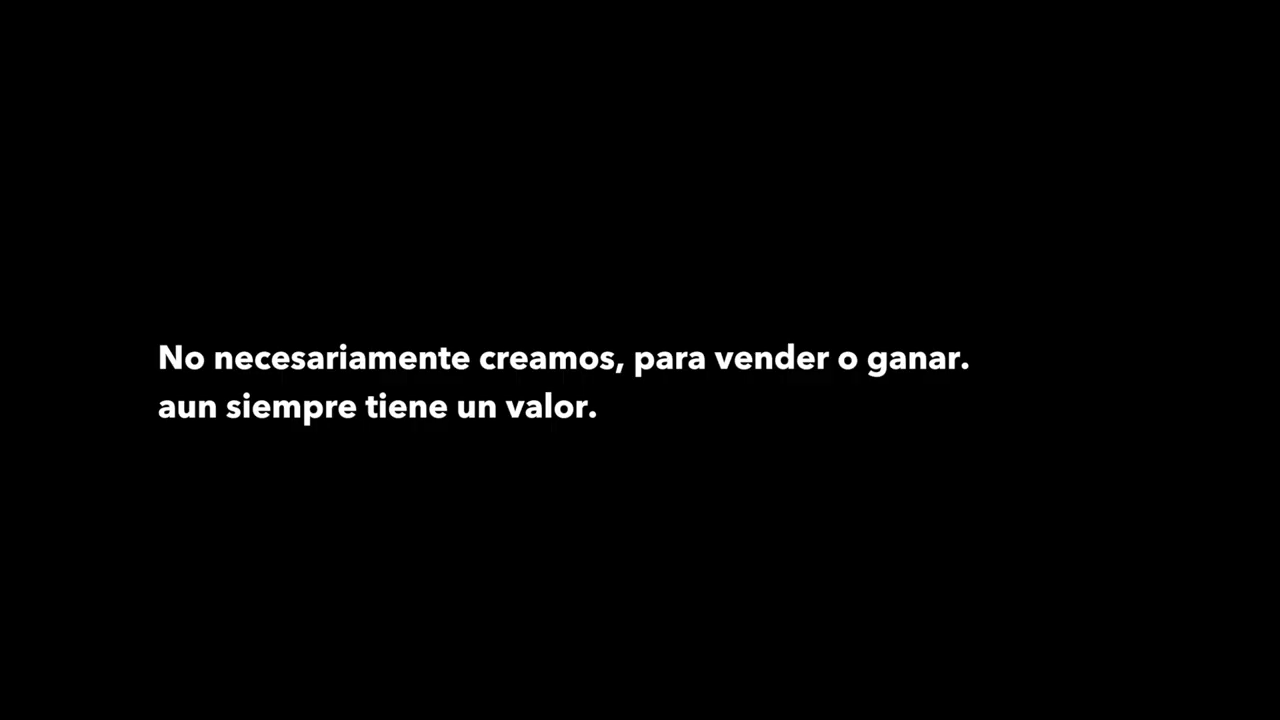 No necesariamente creamos, para vender o ganar.
aun siempre tiene un valor.